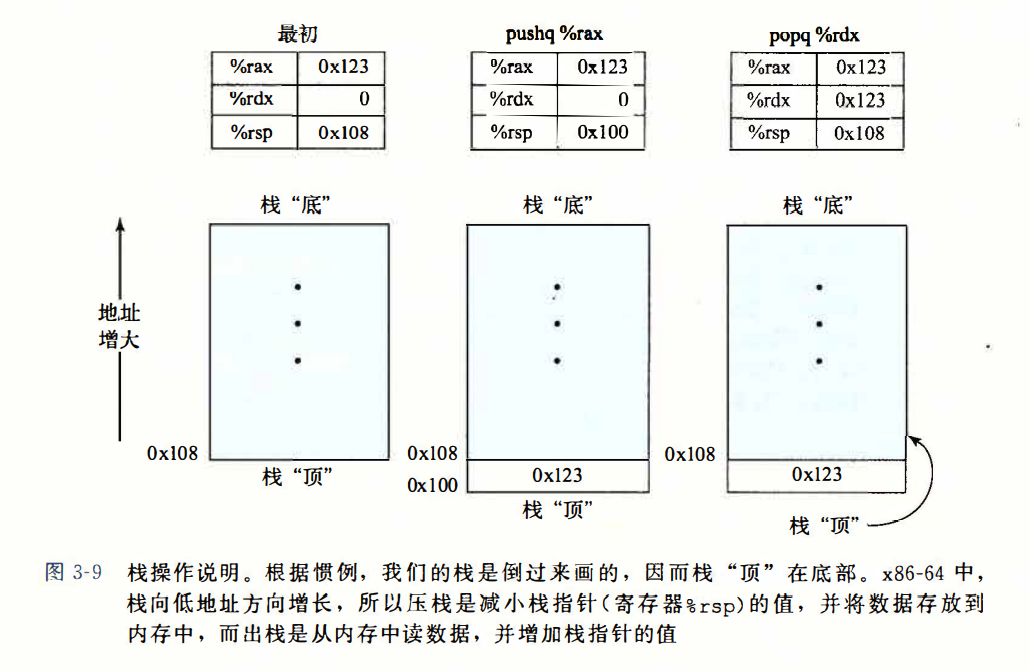 最初
%rax 0x123
%rdx 0
%rsp 0x108
pushq %rax
%rax 0x123
%rdx 0
%rsp 0x100
popq %rdx
%rax 0x123
%rdx 0x123
%rsp 0x108
地址
增大
栈“底”
0x108
栈“顶”
栈“底”
0x108
0x100
0x123
栈“顶”
栈“底”
0x108
0x123
栈“顶”
图 3-9 栈操作说明。根据惯例，我们的栈是倒过来画的，因而栈“顶”在底部。x86-64 中，
栈向低地址方向增长，所以压栈是减小栈指针(寄存器%rsp)的值，并将数据存放到
内存中，而出栈是从内存中读数据，并增加栈指针的值